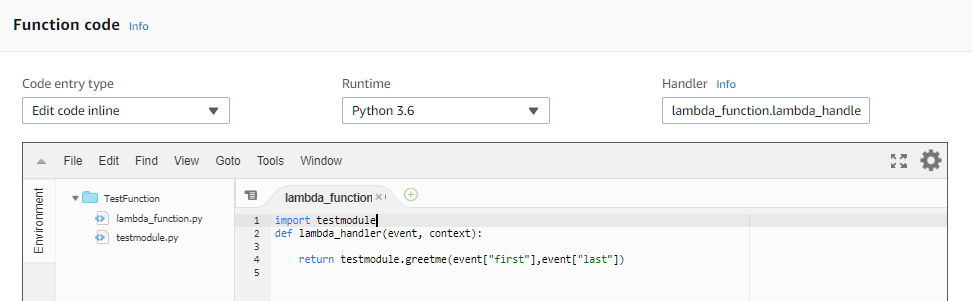 Function code Info
Code entry type
Runtime
Handler Info
Edit code inline
Python 3.6
lambda_function.lambda_handle
File Edit Find View Goto Tools Window
Environment
TestFunction
lambda_function.py
testmodule.py
lambda_function
1 import testmodule
2 def lambda_handler(event, context):
3
4 return testmodule.greetme(event["first"],event["last"])
5